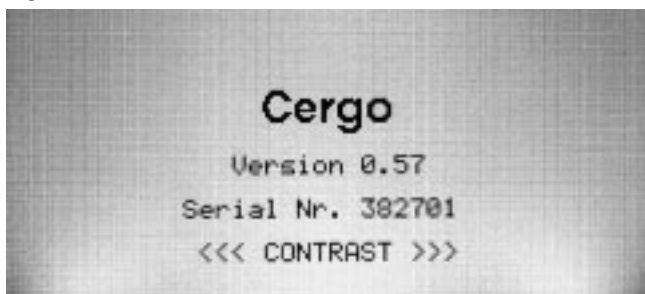 Cergo
Version 0.57
Serial Nr. 382701
<<< CONTRAST >>>